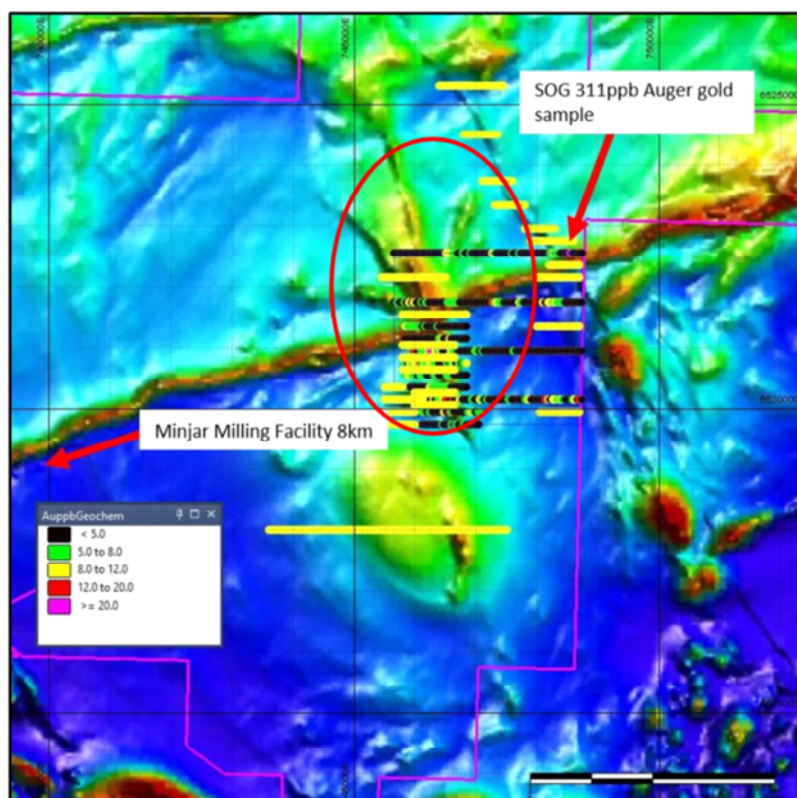 740000E
745000E
750000E
SOG 311ppb Auger gold
sample
6525000
6520000
Minjar Milling Facility 8km
AuppbGeochem
< 5.0
5.0 to 8.0
8.0 to 12.0
12.0 to 20.0
>= 20.0